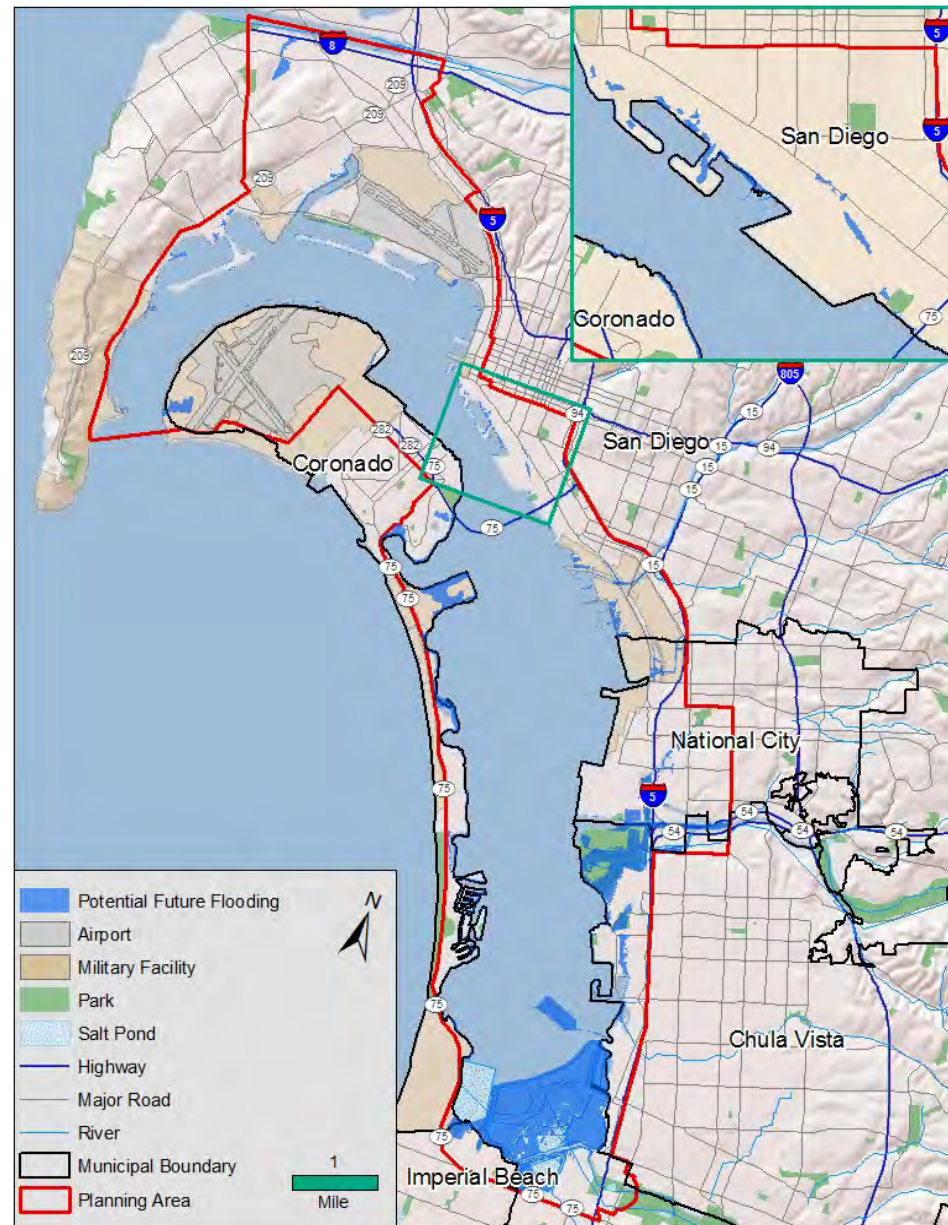 8
209
209
209
5
209
San Diego
5
5
Coronado
75
805
15
94
San Diego
94
15
15
282
282
Coronado
75
75
15
75
75
National City
75
5
54
54
54
54
75
75
Chula Vista
75
Imperial Beach
75
75
Potential Future Flooding
Airport
Military Facility
Park
Salt Pond
Highway
Major Road
River
Municipal Boundary
Planning Area
N
1
Mile